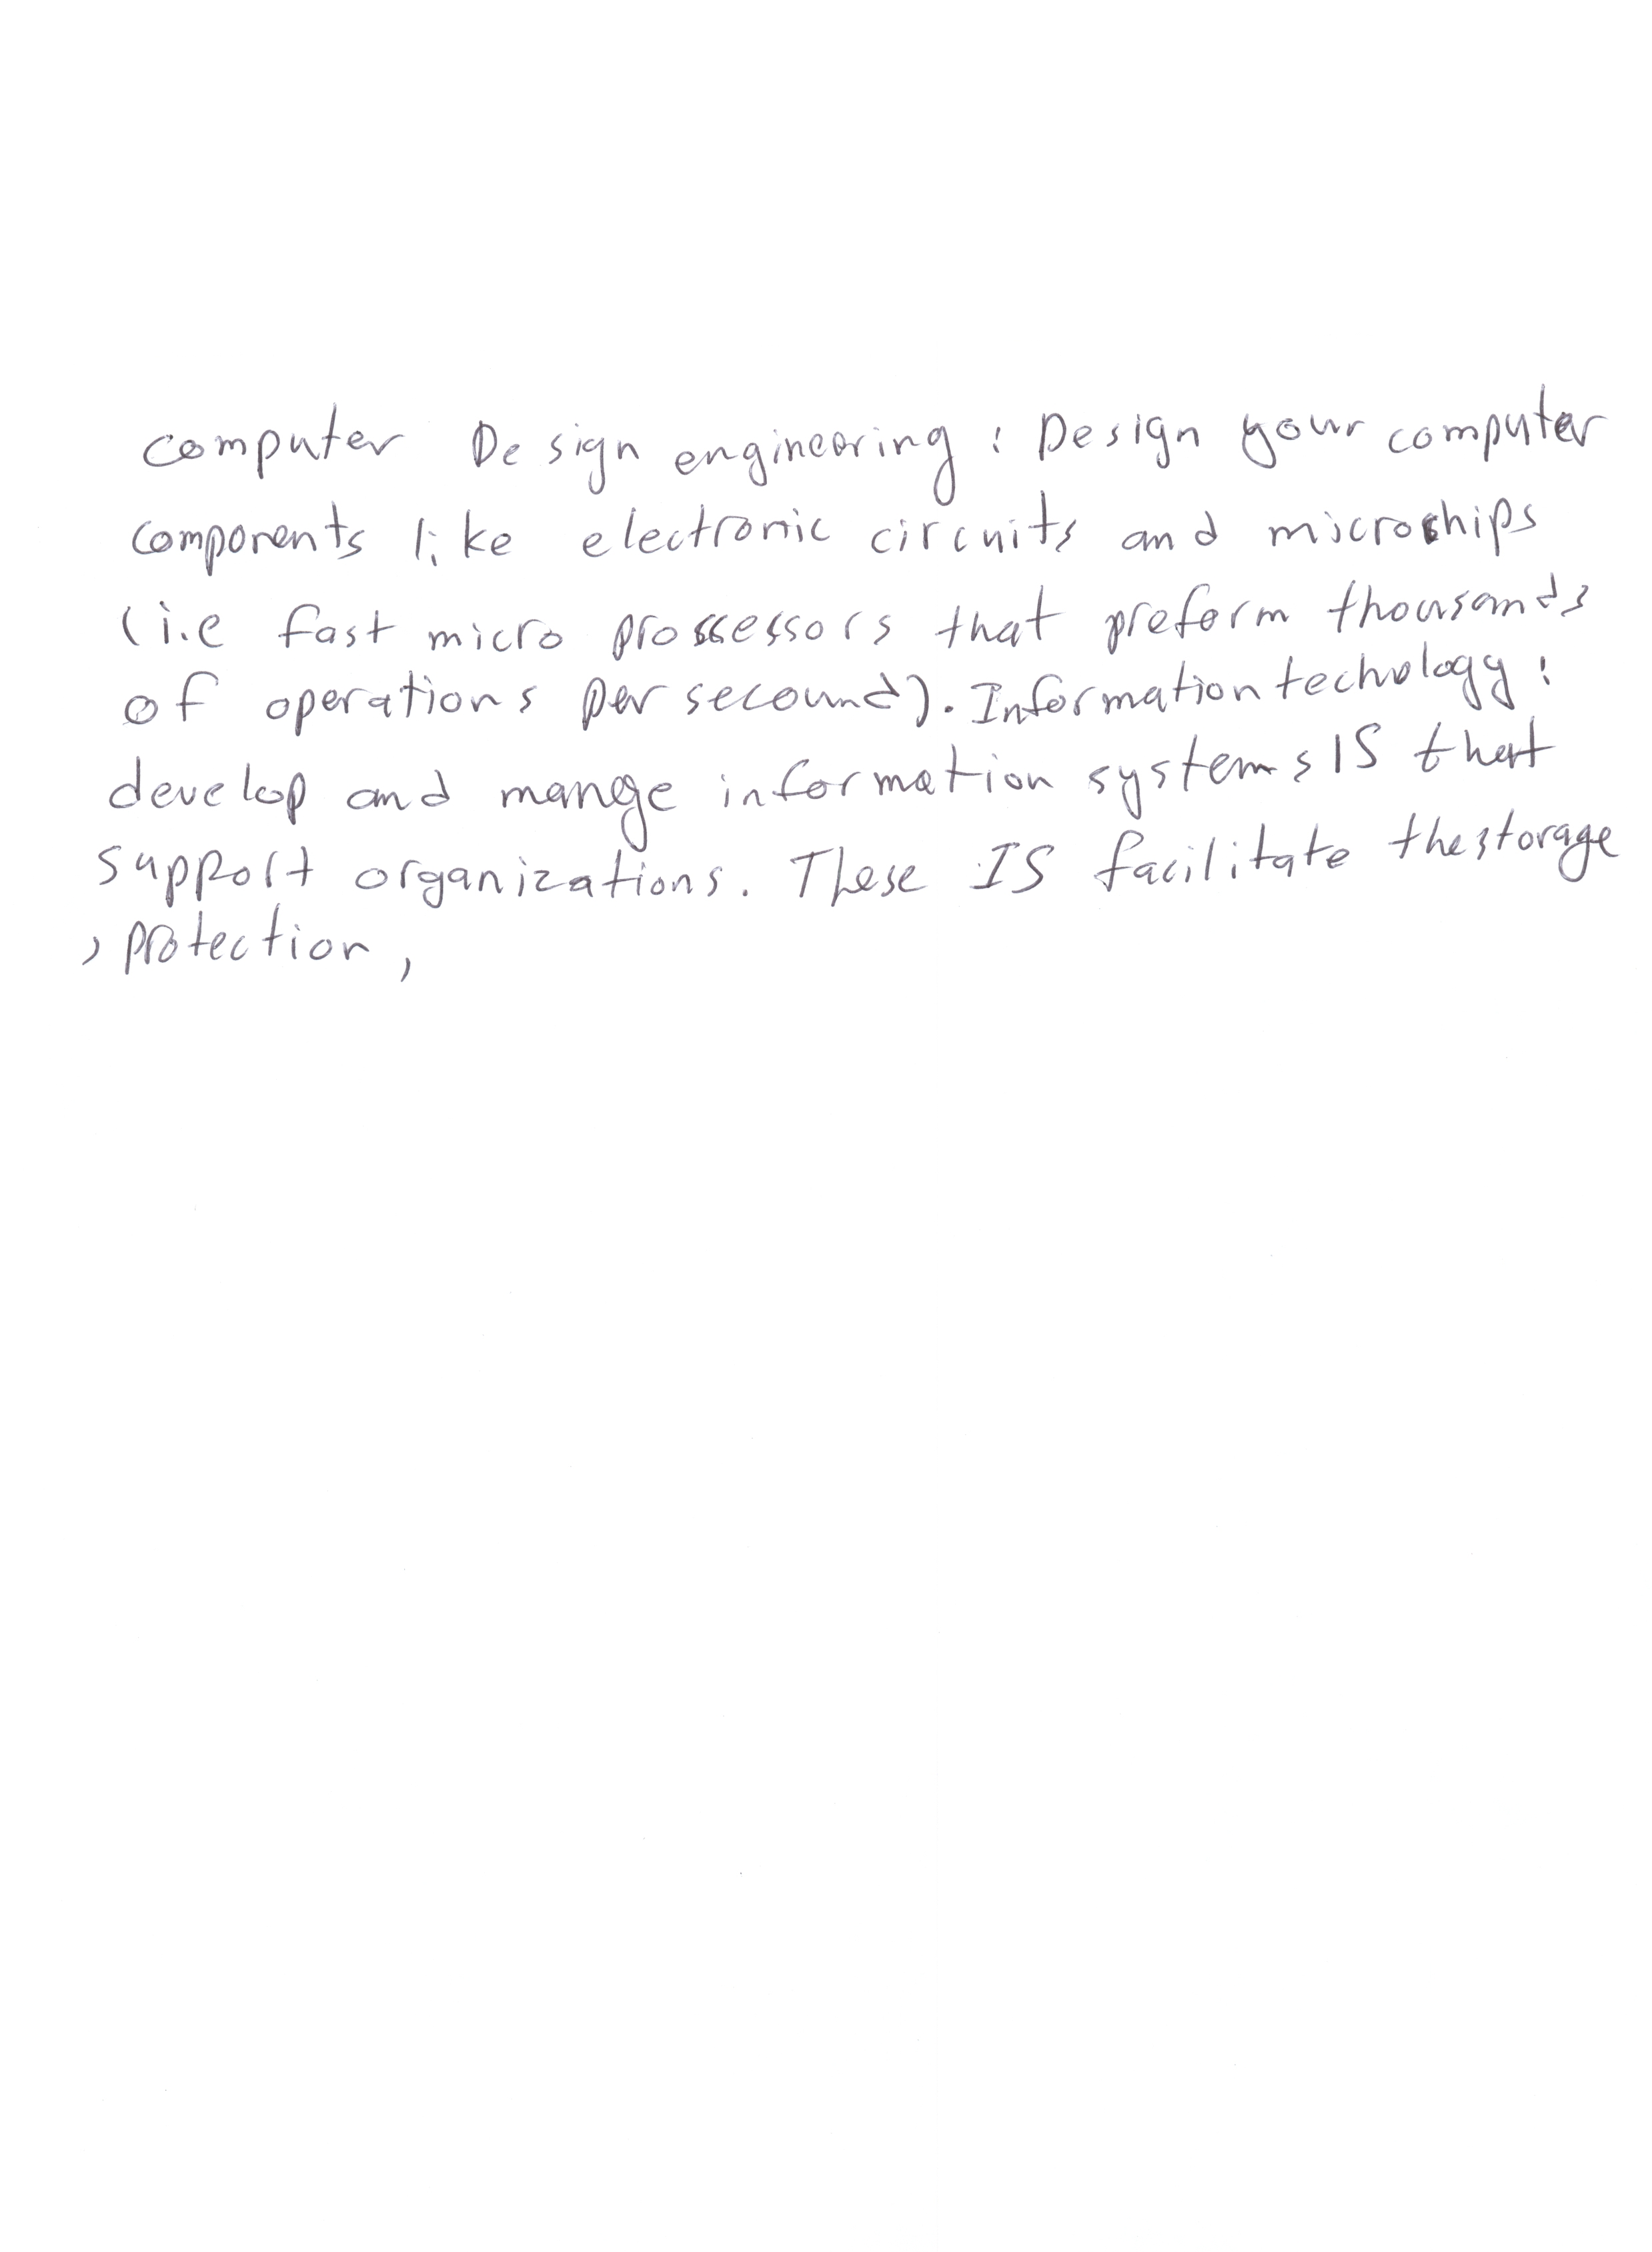 computer Design engineering : Design your computer
components like electronic circuits and microchips
(i.e fast micro prossessors that preform thousands
of operations per secound). Information technology :
develop and mange information systems IS that
support organizations. These IS facilitate the storage
, protection ,